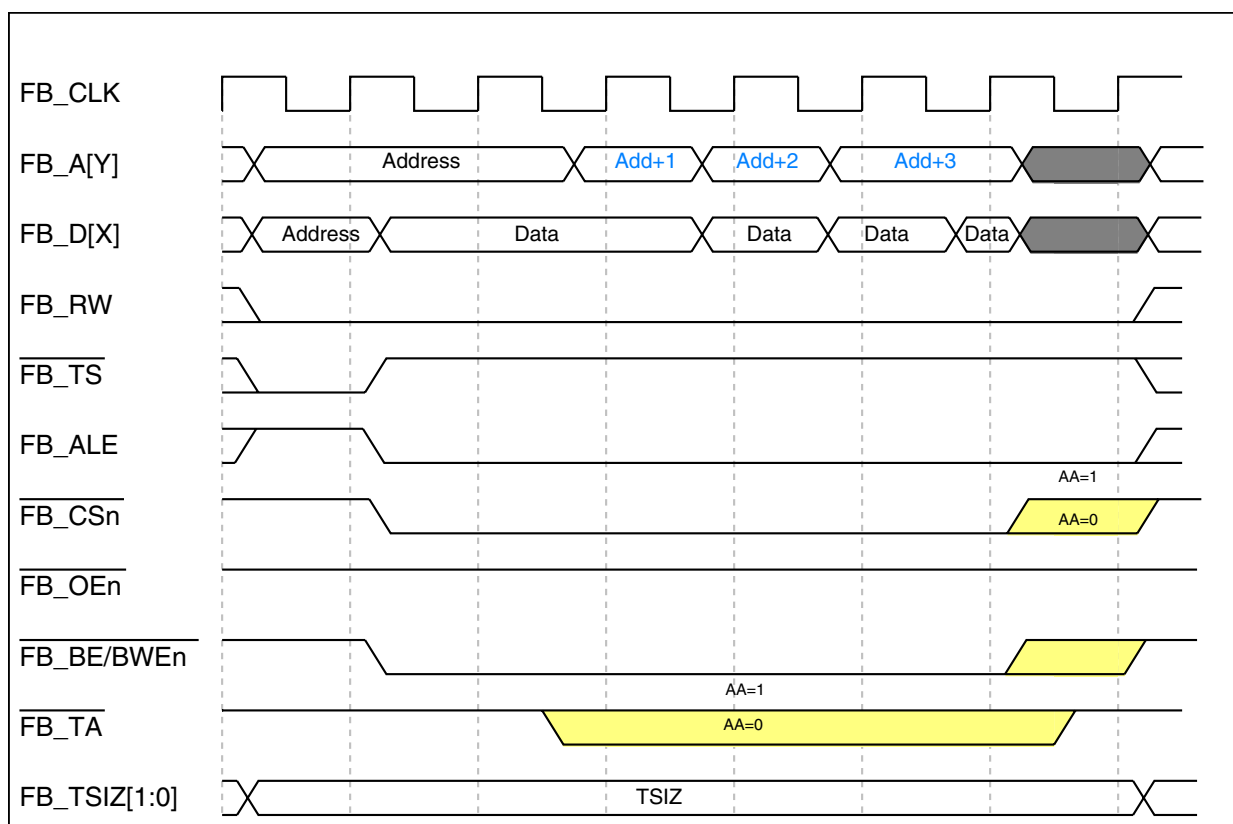 FB_CLK
FB_A[Y] Address Add+1 Add+2 Add+3
FB_D[X] Address Data Data Data Data
FB_RW
FB_TS
FB_ALE
AA=1
FB_CSn AA=0
FB_OEn
FB_BE/BWEn
AA=1
FB_TA AA=0
FB_TSIZ[1:0] TSIZ